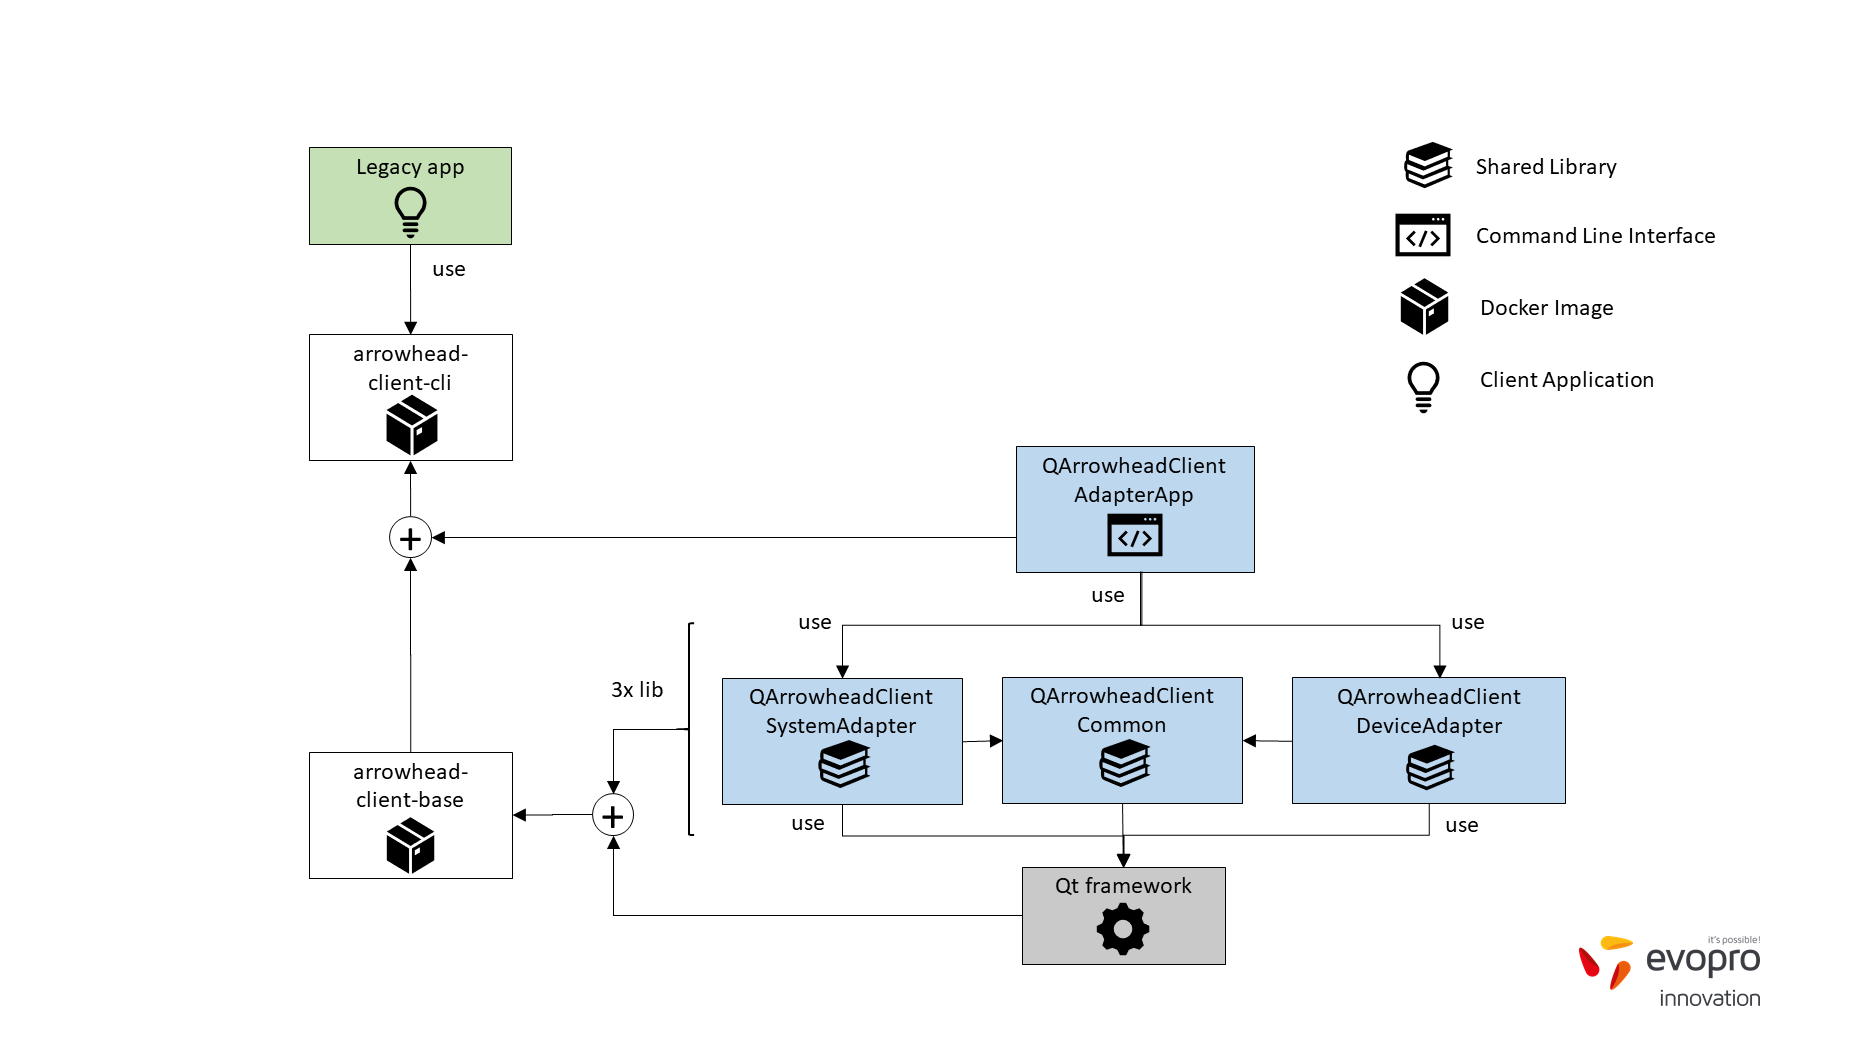 Legacy app
use
arrowhead-
client-cli
Shared Library
Command Line Interface
Docker Image
Client Application
QArrowheadClient
AdapterApp
use
use
use
3x lib
QArrowheadClient
SystemAdapter
QArrowheadClient
Common
QArrowheadClient
DeviceAdapter
arrowhead-
client-base
use
use
Qt framework
it's possible!
evopro
innovation